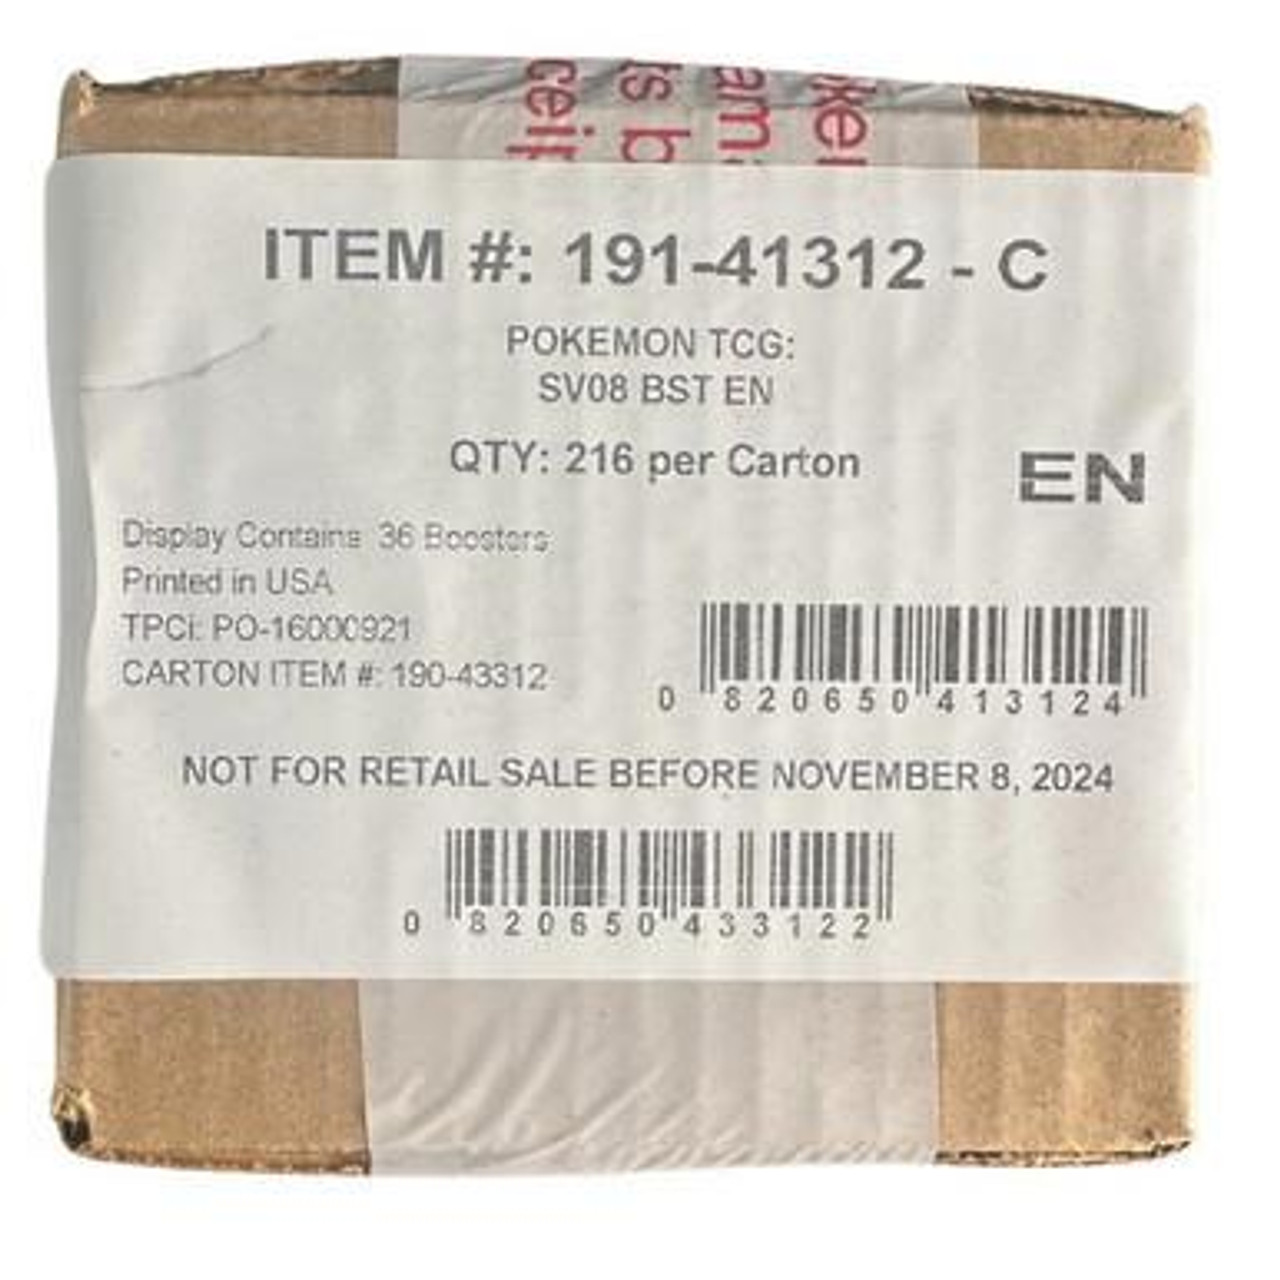 ITEM #: 191-41312 - C
POKEMON TCG:
SV08 BST EN
QTY: 216 per Carton
EN
Display Contains 36 Boosters
Printed in USA
TPCi: PO-16000921
CARTON ITEM #: 190-43312
0 820650 413124
NOT FOR RETAIL SALE BEFORE NOVEMBER 8, 2024
0 820650 433122